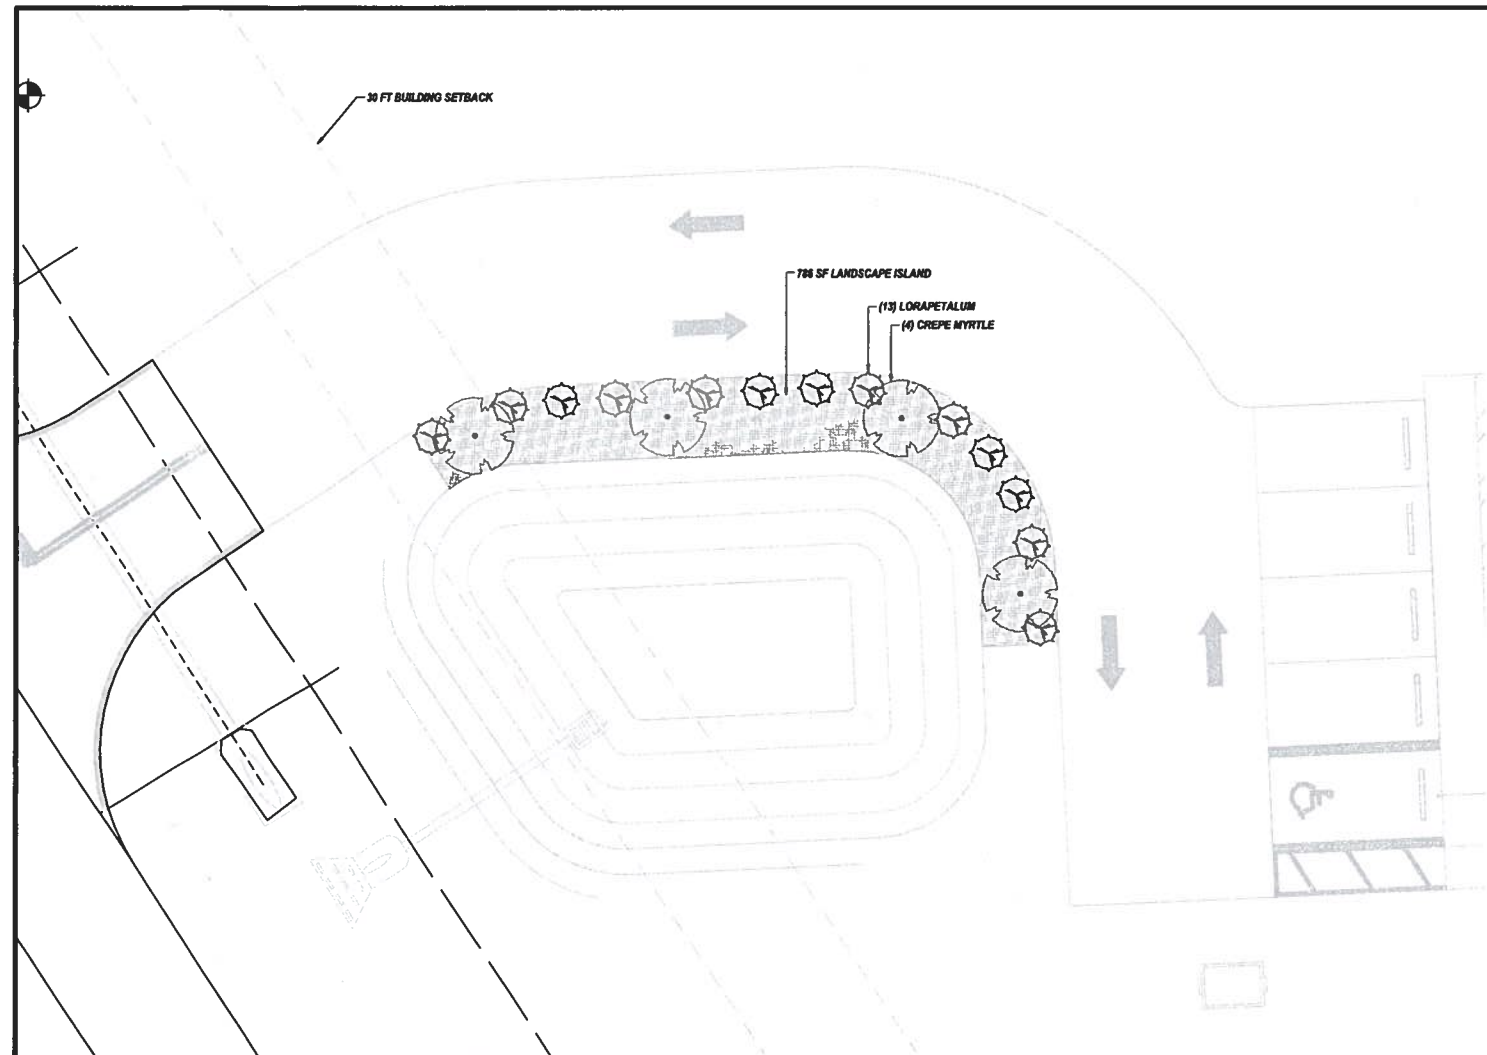 30 FT BUILDING SETBACK
786 SF LANDSCAPE ISLAND
(13) LORAPETALUM
(4) CREPE MYRTLE